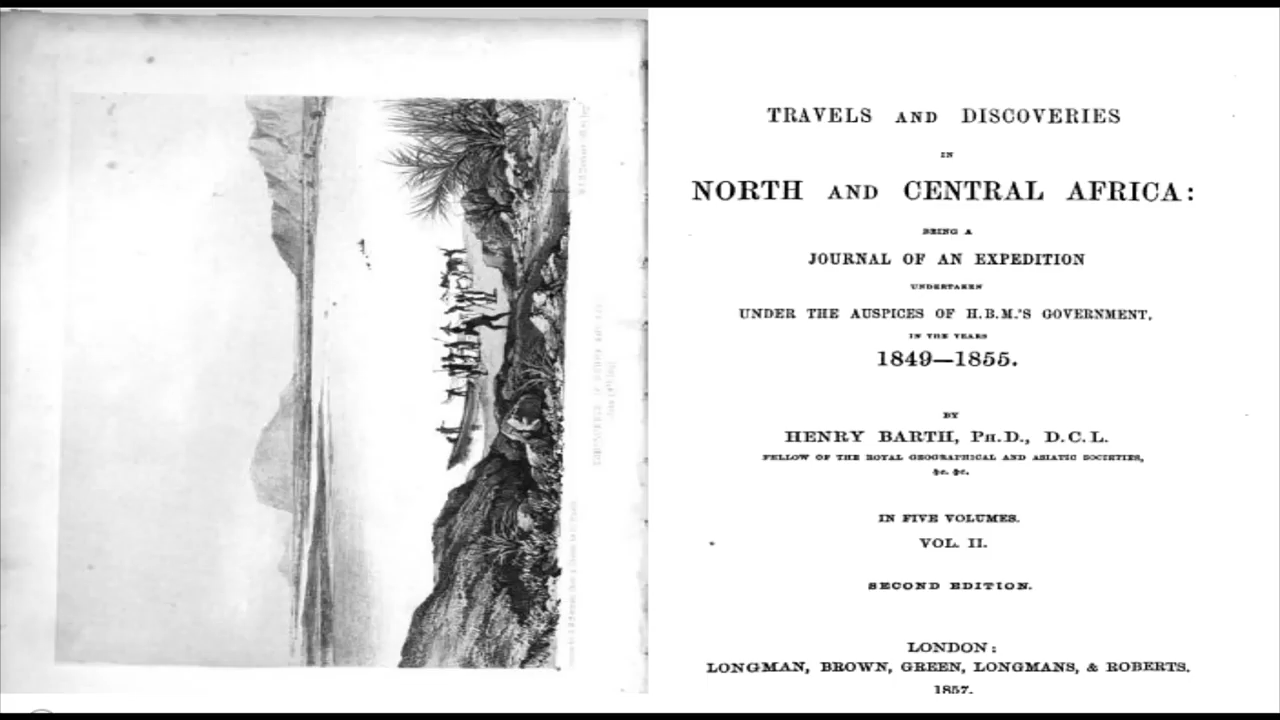 TRAVELS AND DISCOVERIES
IN
NORTH AND CENTRAL AFRICA:
BEING A
JOURNAL OF AN EXPEDITION
UNDERTAKEN
UNDER THE AUSPICES OF H.B.M.'S GOVERNMENT,
IN THE YEARS
1849—1855.
BY
HENRY BARTH, PH.D., D.C.L.
FELLOW OF THE ROYAL GEOGRAPHICAL AND ASIATIC SOCIETIES,
&c. &c.
IN FIVE VOLUMES.
VOL. II.
SECOND EDITION.
LONDON:
LONGMAN, BROWN, GREEN, LONGMANS, & ROBERTS.
1857.